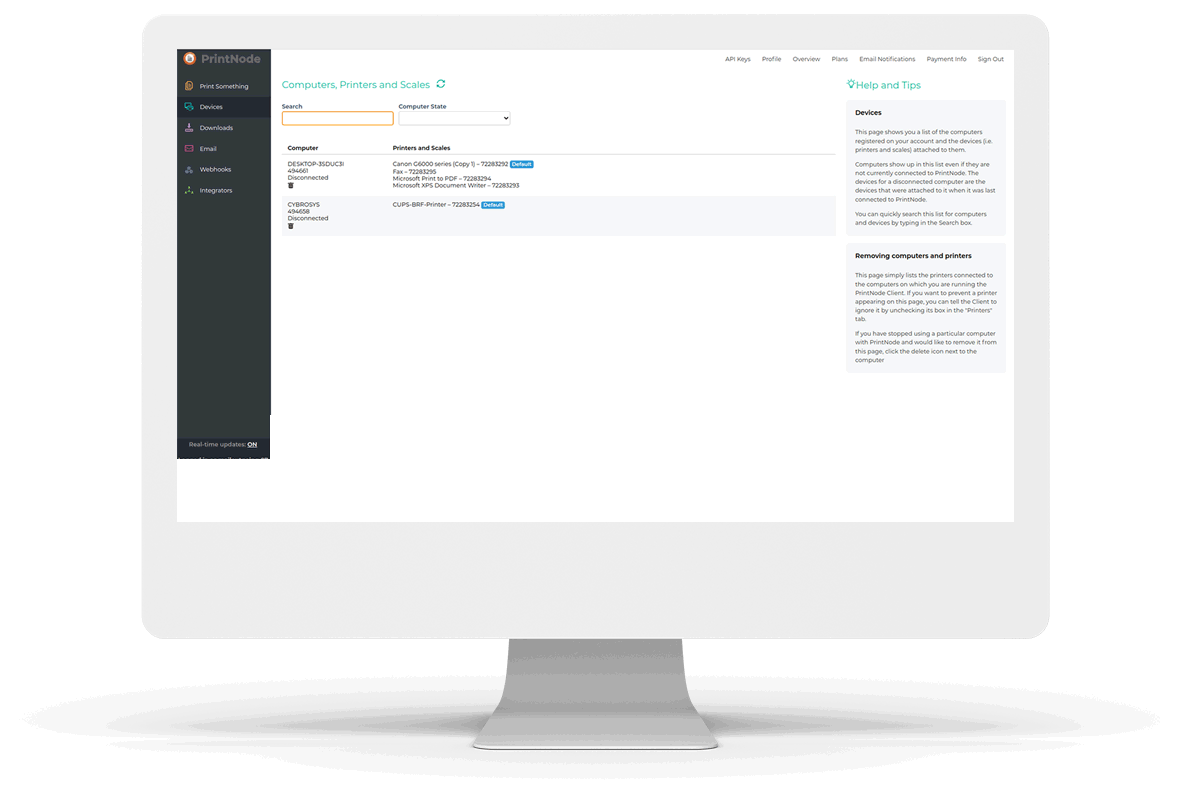 PrintNode
API Keys Profile Overview Plans Email Notifications Payment Info Sign Out
Print Something
Devices
Downloads
Email
Webhooks
Integrators
Real-time updates: ON
Computers, Printers and Scales
Search
Computer State
Computer
Printers and Scales
DESKTOP-3SDUC3I
494661
Disconnected
Canon G6000 series (Copy 1) – 72283292 Default
Fax – 72283295
Microsoft Print to PDF – 72283294
Microsoft XPS Document Writer – 72283293
CYBROSYS
494658
Disconnected
CUPS-BRF-Printer – 72283254 Default
Help and Tips
Devices
This page shows you a list of the computers
registered on your account and the devices (i.e.
printers and scales) attached to them.
Computers show up in this list even if they are
not currently connected to PrintNode. The
devices for a disconnected computer are the
devices that were attached to it when it was last
connected to PrintNode.
You can quickly search this list for computers
and devices by typing in the Search box.
Removing computers and printers
This page simply lists the printers connected to
the computers on which you are running the
PrintNode Client. If you want to prevent a printer
appearing on this page, you can tell the Client to
ignore it by unchecking its box in the "Printers"
tab.
If you have stopped using a particular computer
with PrintNode and would like to remove it from
this page, click the delete icon next to the
computer